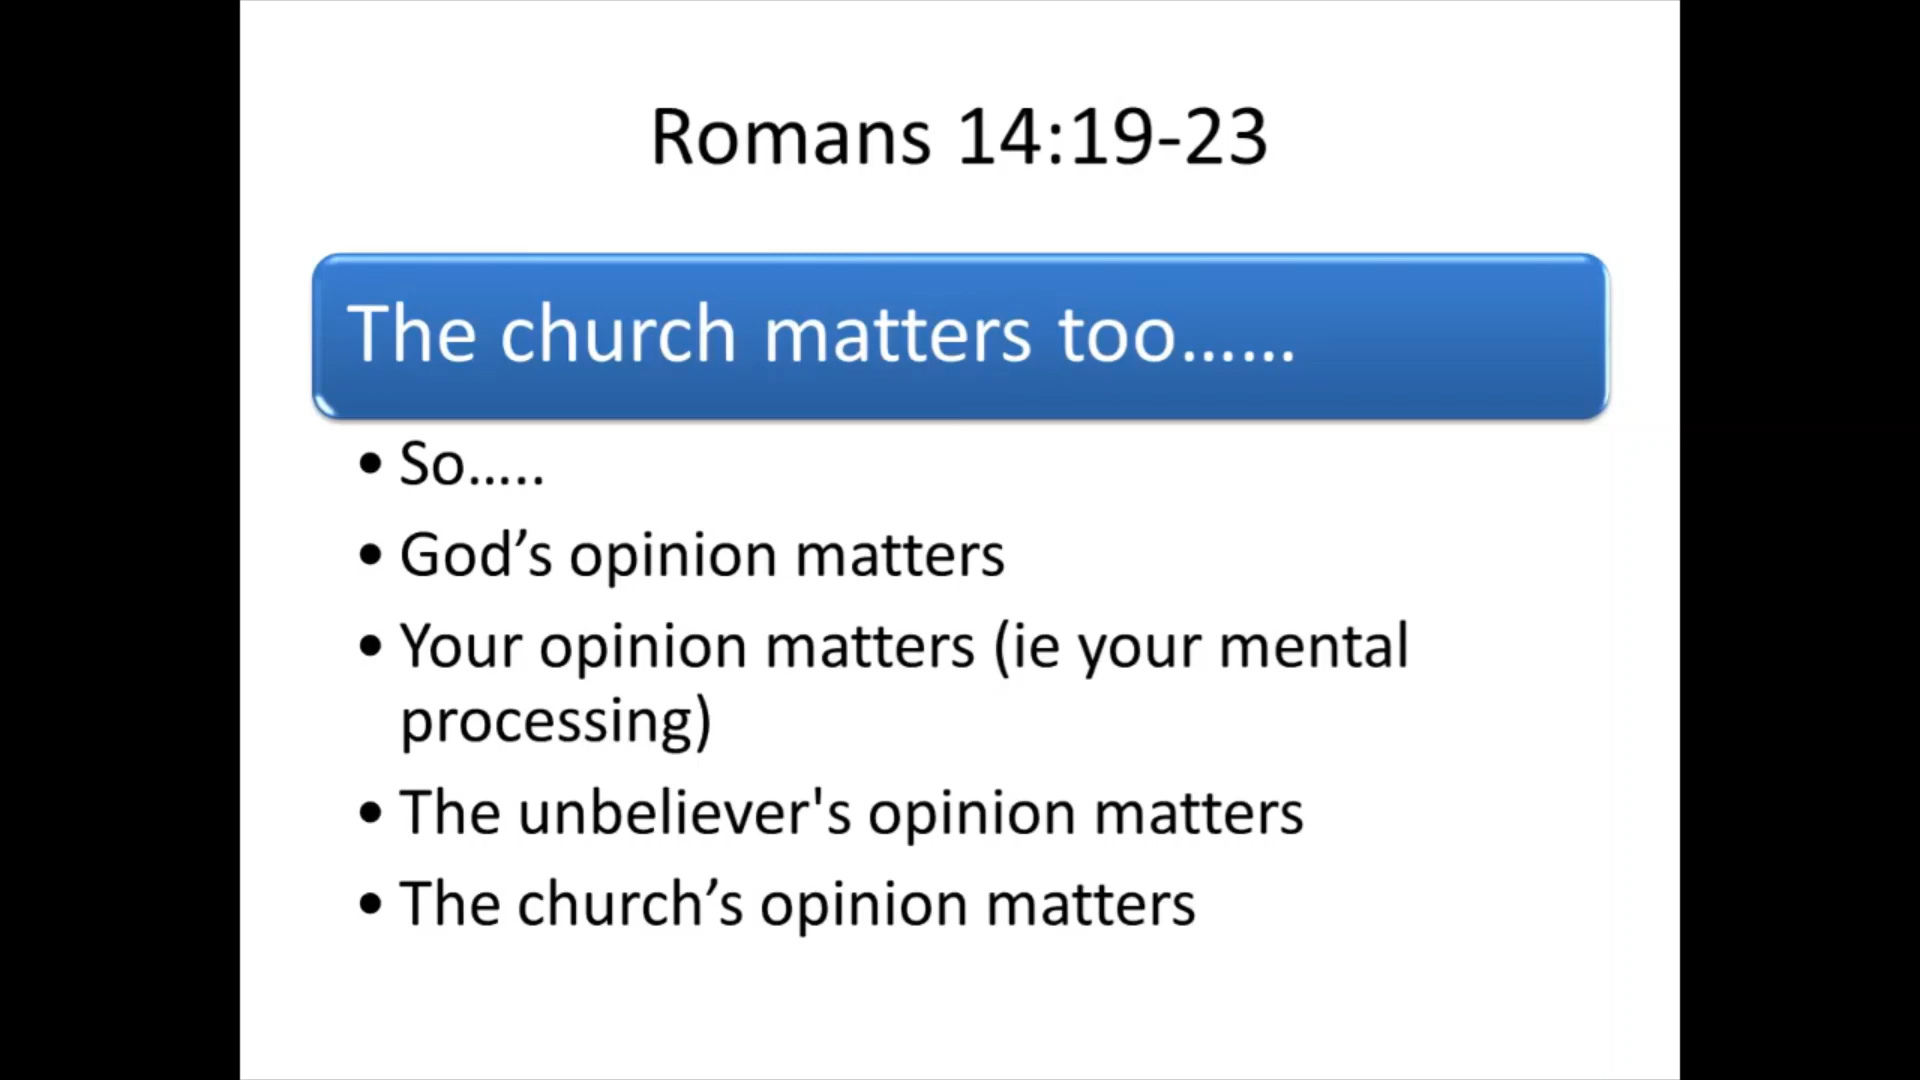 Romans 14:19-23
The church matters too......
• So.....
• God’s opinion matters
• Your opinion matters (ie your mental
processing)
• The unbeliever's opinion matters
• The church’s opinion matters